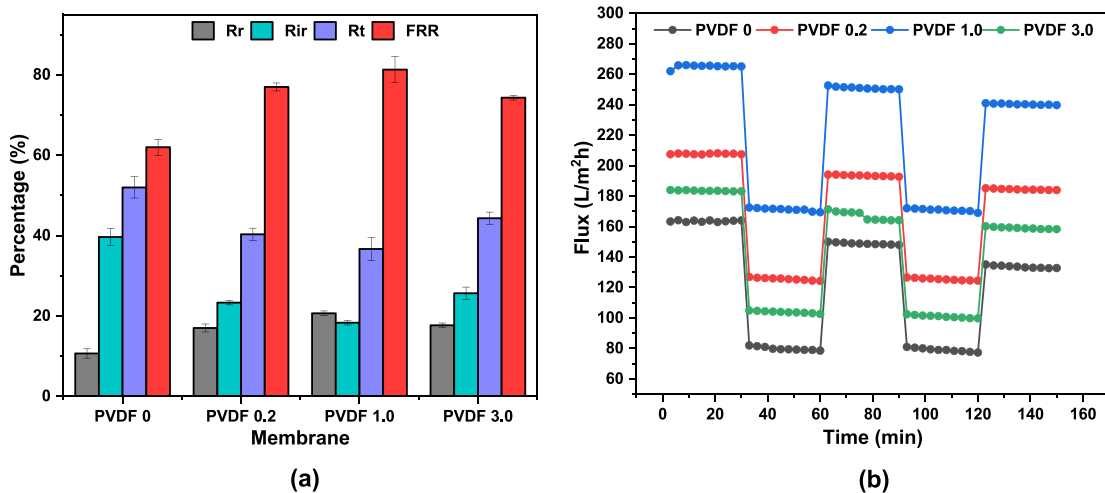 Rr Rir Rt FRR
80
60
40
20
0
Percentage (%)
PVDF 0 PVDF 0.2 PVDF 1.0 PVDF 3.0
Membrane
(a)
PVDF 0 PVDF 0.2 PVDF 1.0 PVDF 3.0
300
280
260
240
220
200
180
160
140
120
100
80
60
Flux (L/m²h)
0 20 40 60 80 100 120 140 160
Time (min)
(b)